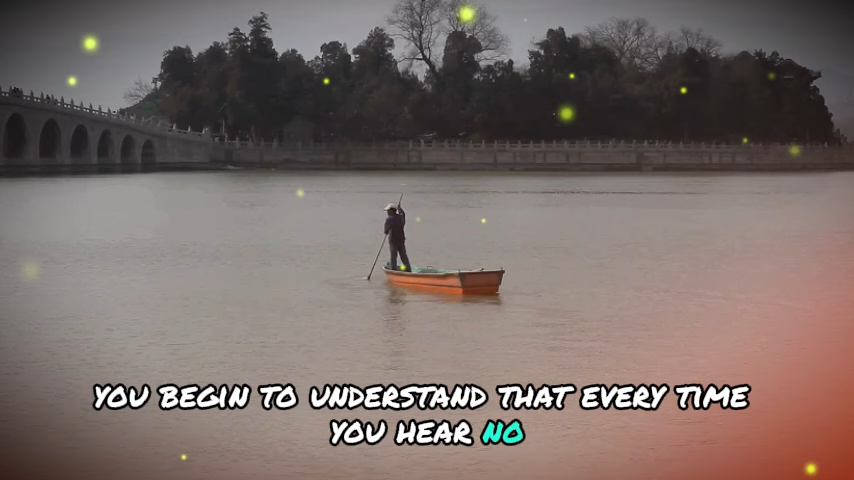 YOU BEGIN TO UNDERSTAND THAT EVERY TIME
YOU HEAR NO